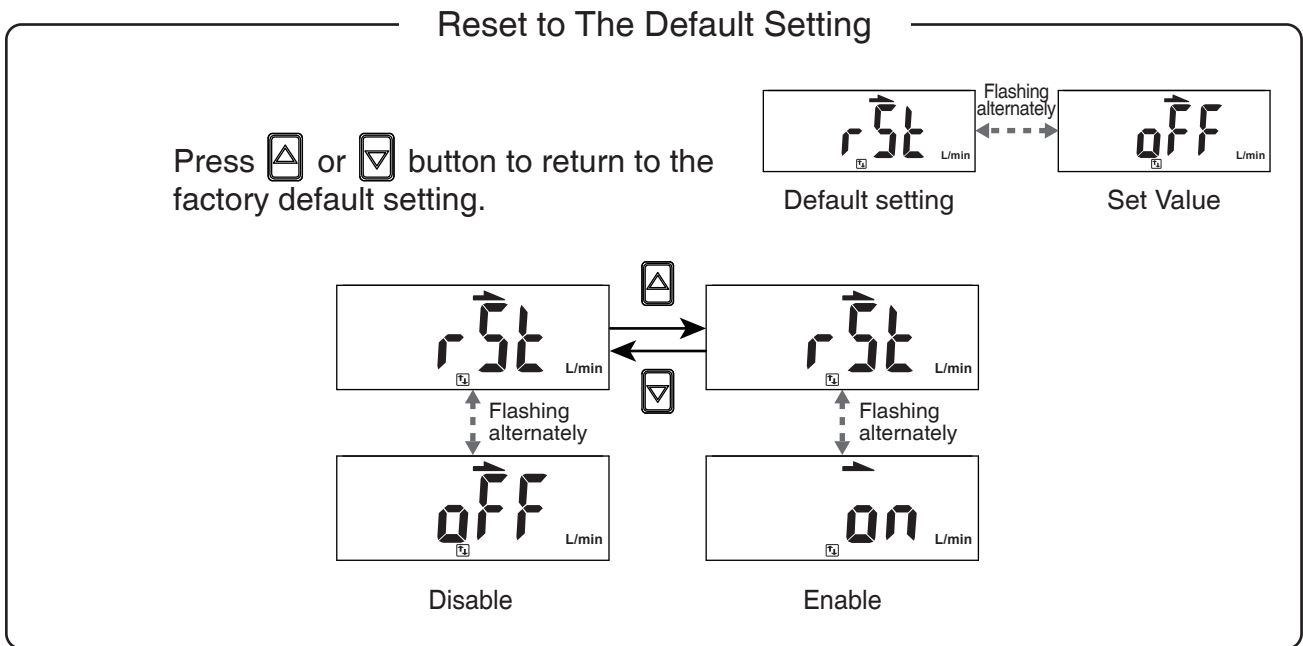 Reset to The Default Setting
Press or button to return to the
factory default setting.
rSt L/min
Flashing
alternately
oFF L/min
Default setting
Set Value
rSt L/min
rSt L/min
Flashing
alternately
Flashing
alternately
oFF L/min
on L/min
Disable
Enable